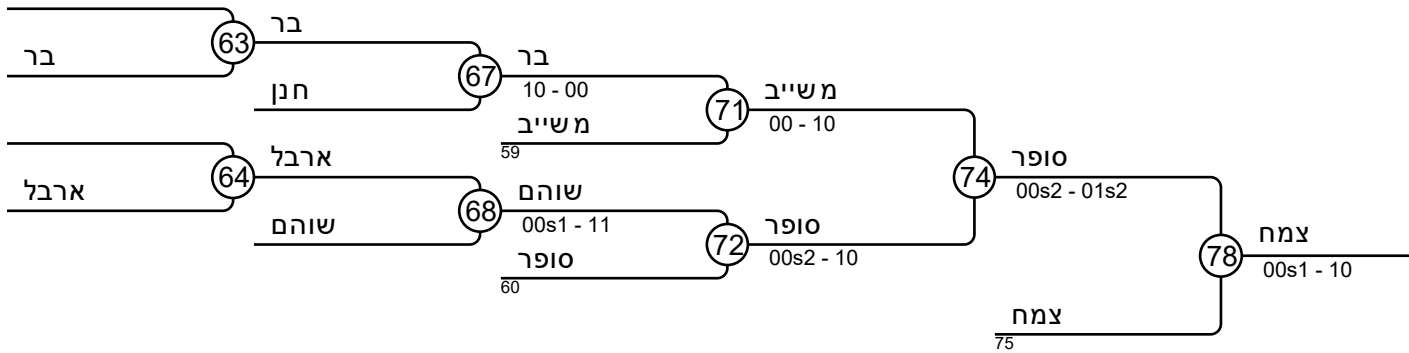 בר
63
בר
חנן
67
בר
10 - 00
משייב
59
71
משייב
00 - 10
ארבל
64
ארבל
שוהם
68
שוהם
00s1 - 11
סופר
60
72
סופר
00s2 - 10
74
סופר
00s2 - 01s2
צמח
75
78
צמח
00s1 - 10